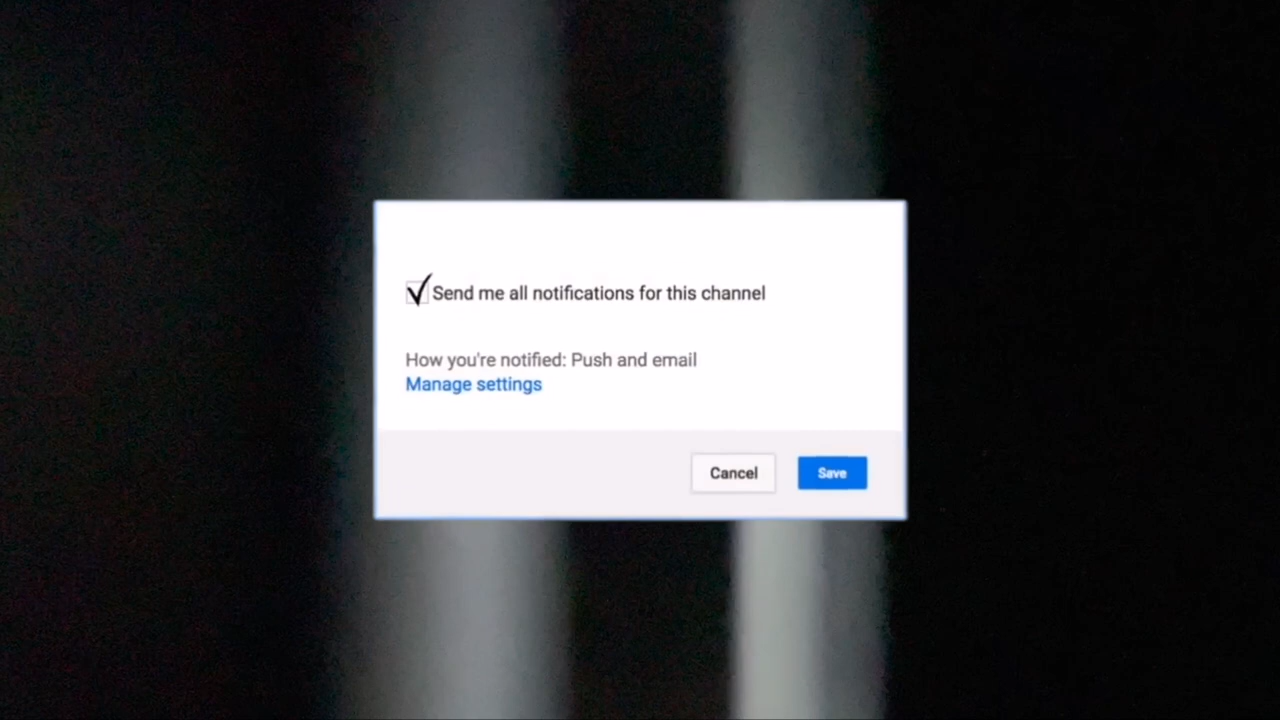 Send me all notifications for this channel
How you're notified: Push and email
Manage settings
Cancel
Save